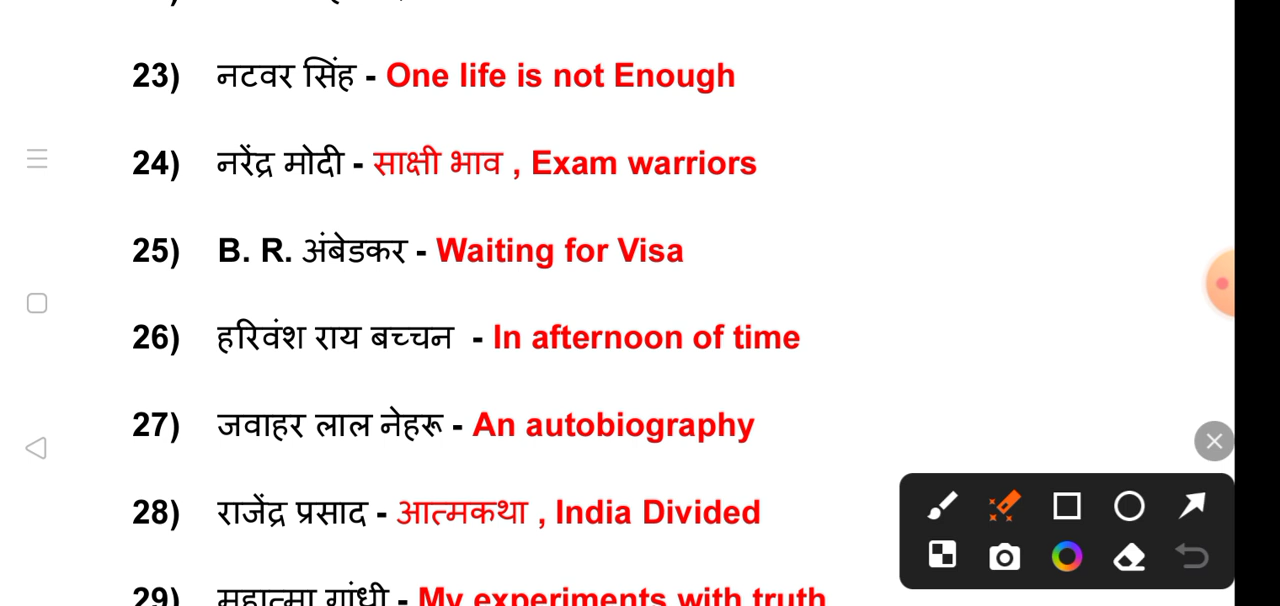 23) नटवर सिंह - One life is not Enough
24) नरेंद्र मोदी - साक्षी भाव , Exam warriors
25) B. R. अंबेडकर - Waiting for Visa
26) हरिवंश राय बच्चन - In afternoon of time
27) जवाहर लाल नेहरू - An autobiography
28) राजेंद्र प्रसाद - आत्मकथा , India Divided
29) महात्मा गांधी - My experiments with truth